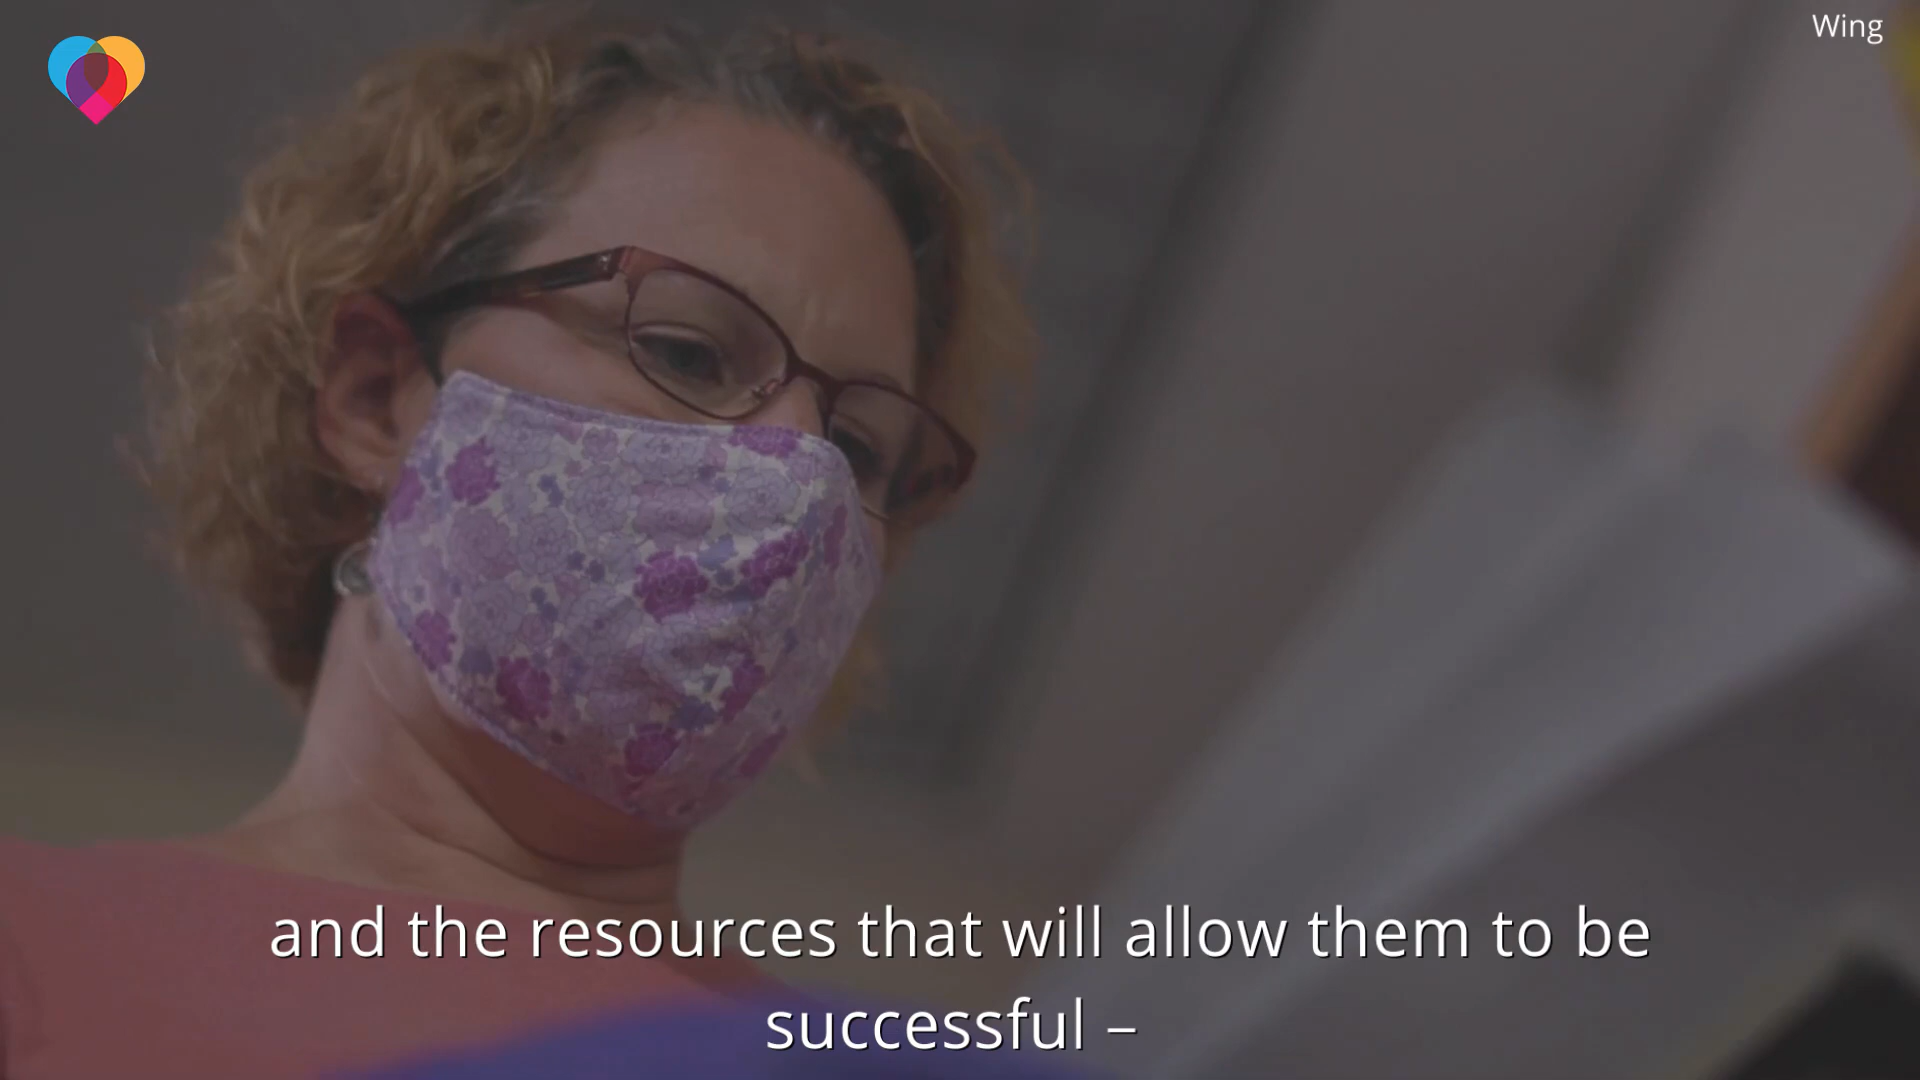 Wing
and the resources that will allow them to be
successful –